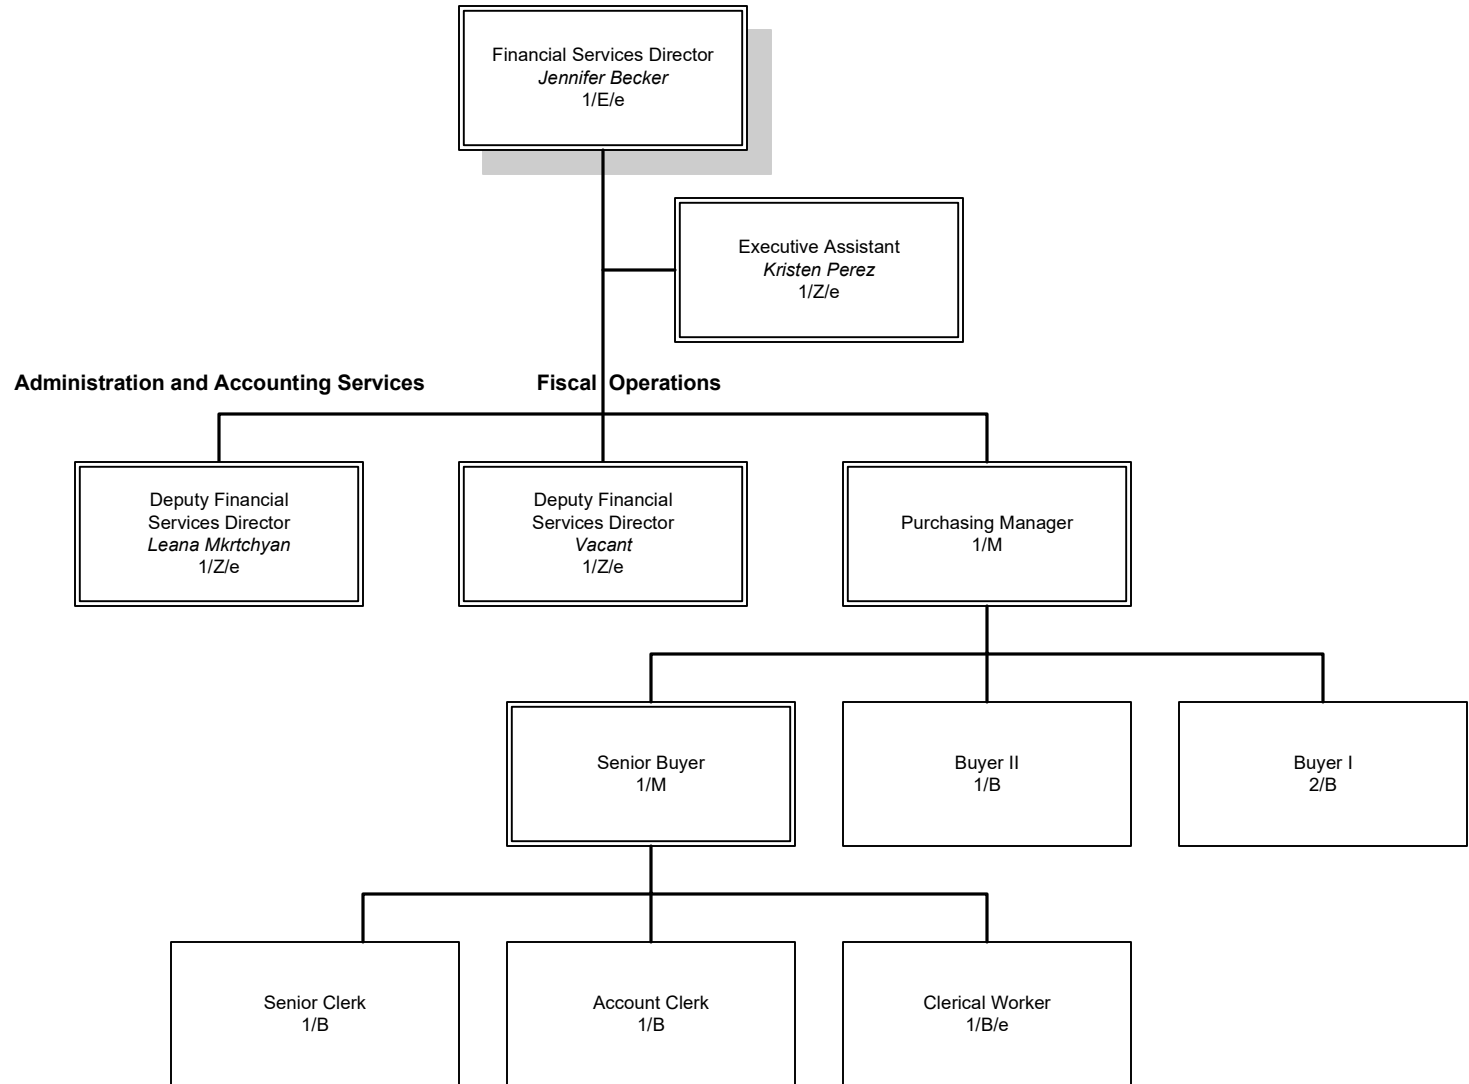 Financial Services Director
Jennifer Becker
1/E/e
Executive Assistant
Kristen Perez
1/Z/e
Administration and Accounting Services
Fiscal Operations
Deputy Financial
Services Director
Leana Mkrtchyan
1/Z/e
Deputy Financial
Services Director
Vacant
1/Z/e
Purchasing Manager
1/M
Senior Buyer
1/M
Buyer II
1/B
Buyer I
2/B
Senior Clerk
1/B
Account Clerk
1/B
Clerical Worker
1/B/e